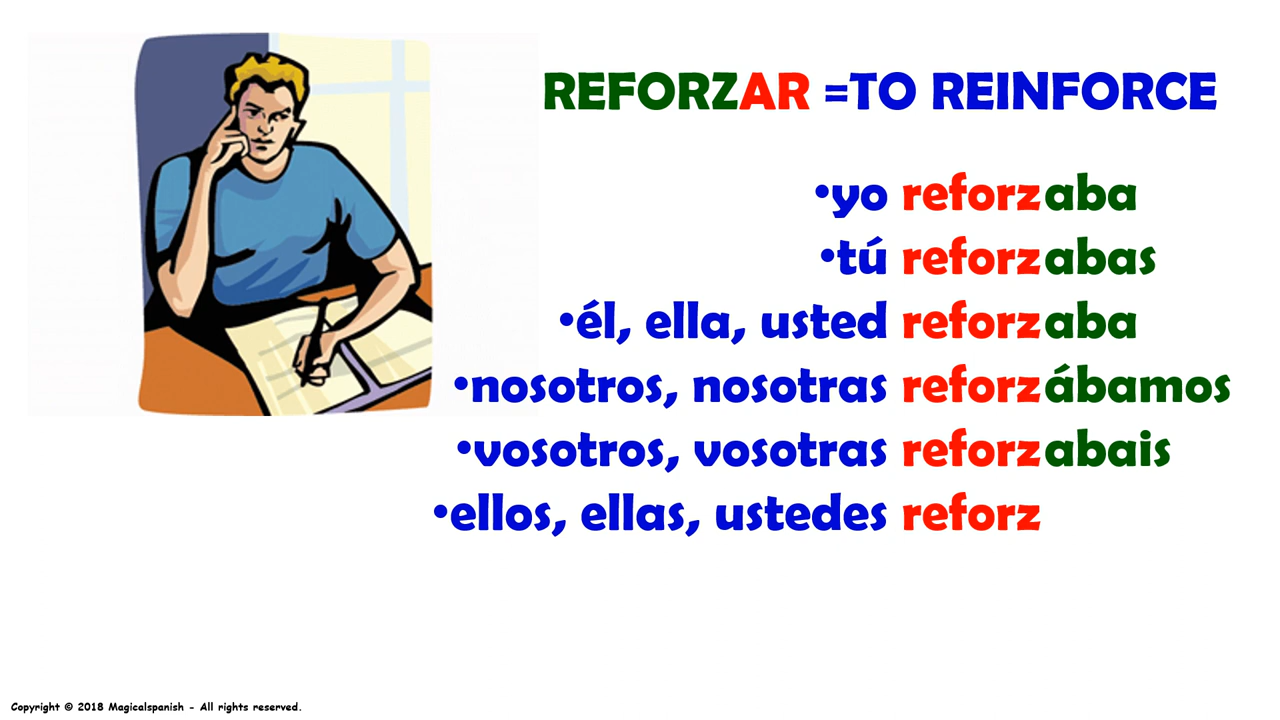 REFORZAR =TO REINFORCE
•yo reforzaba
•tú reforzabas
•él, ella, usted reforzaba
•nosotros, nosotras reforzábamos
•vosotros, vosotras reforzabais
•ellos, ellas, ustedes reforz
Copyright © 2018 Magicalspanish - All rights reserved.